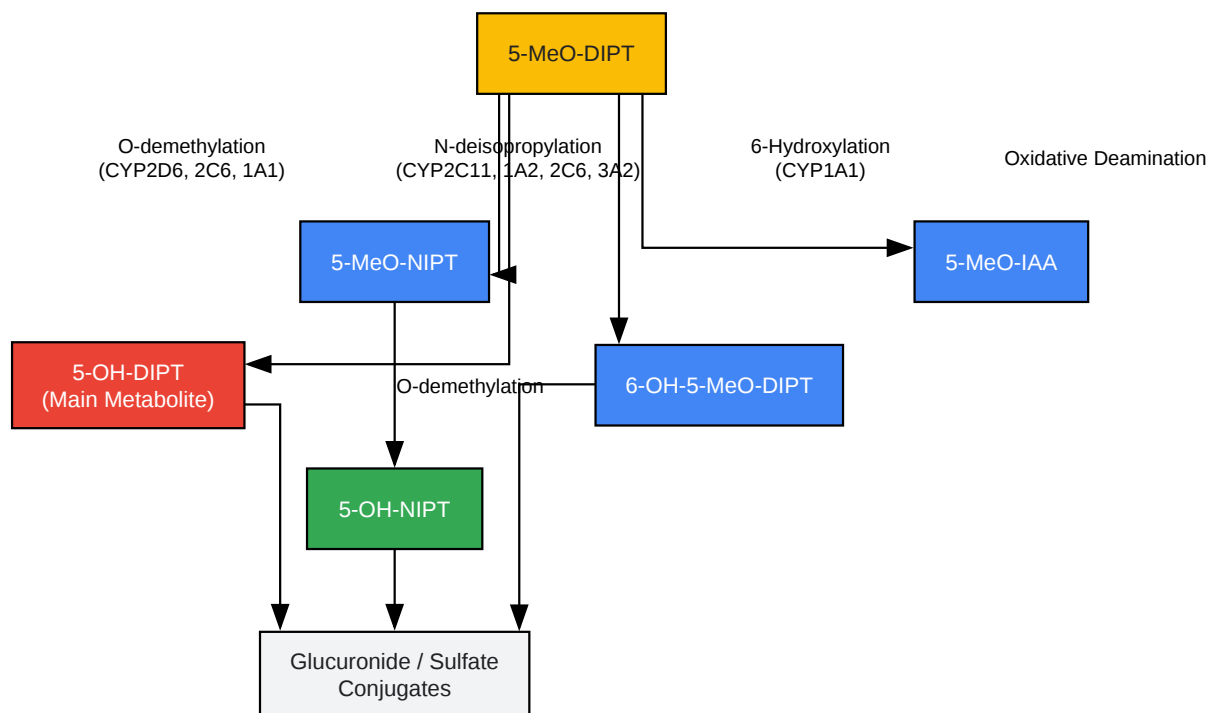 5-MeO-DIPT
O-demethylation
(CYP2D6, 2C6, 1A1)
N-deisopropylation
(CYP2C11, 1A2, 2C6, 3A2)
6-Hydroxylation
(CYP1A1)
Oxidative Deamination
5-MeO-NIPT
5-MeO-IAA
5-OH-DIPT
(Main Metabolite)
O-demethylation
6-OH-5-MeO-DIPT
5-OH-NIPT
Glucuronide / Sulfate
Conjugates